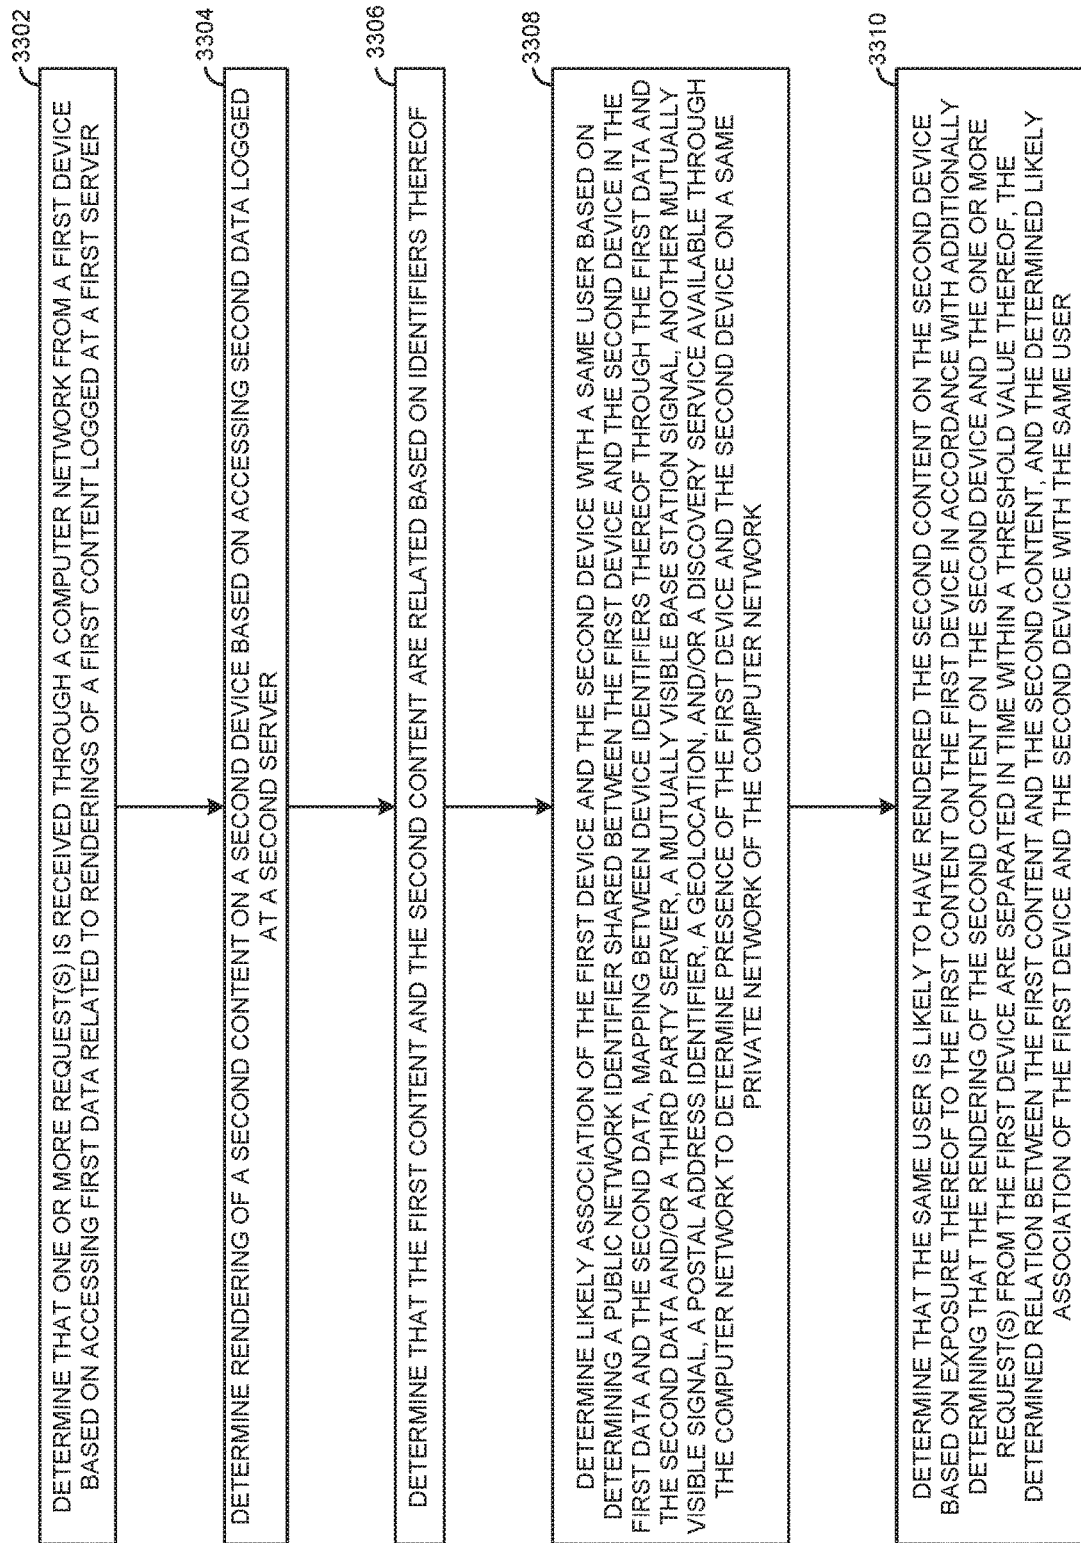 3302
DETERMINE THAT ONE OR MORE REQUEST(S) IS RECEIVED THROUGH A COMPUTER NETWORK FROM A FIRST DEVICE
BASED ON ACCESSING FIRST DATA RELATED TO RENDERINGS OF A FIRST CONTENT LOGGED AT A FIRST SERVER
3304
DETERMINE RENDERING OF A SECOND CONTENT ON A SECOND DEVICE BASED ON ACCESSING SECOND DATA LOGGED
AT A SECOND SERVER
3306
DETERMINE THAT THE FIRST CONTENT AND THE SECOND CONTENT ARE RELATED BASED ON IDENTIFIERS THEREOF
3308
DETERMINE LIKELY ASSOCIATION OF THE FIRST DEVICE AND THE SECOND DEVICE WITH A SAME USER BASED ON
DETERMINING A PUBLIC NETWORK IDENTIFIER SHARED BETWEEN THE FIRST DEVICE AND THE SECOND DEVICE IN THE
FIRST DATA AND THE SECOND DATA, MAPPING BETWEEN DEVICE IDENTIFIERS THEREOF THROUGH THE FIRST DATA AND
THE SECOND DATA AND/OR A THIRD PARTY SERVER, A MUTUALLY VISIBLE BASE STATION SIGNAL, ANOTHER MUTUALLY
VISIBLE SIGNAL, A POSTAL ADDRESS IDENTIFIER, A GEOLOCATION, AND/OR A DISCOVERY SERVICE AVAILABLE THROUGH
THE COMPUTER NETWORK TO DETERMINE PRESENCE OF THE FIRST DEVICE AND THE SECOND DEVICE ON A SAME
PRIVATE NETWORK OF THE COMPUTER NETWORK
3310
DETERMINE THAT THE SAME USER IS LIKELY TO HAVE RENDERED THE SECOND CONTENT ON THE SECOND DEVICE
BASED ON EXPOSURE THEREOF TO THE FIRST CONTENT ON THE FIRST DEVICE IN ACCORDANCE WITH ADDITIONALLY
DETERMINING THAT THE RENDERING OF THE SECOND CONTENT ON THE SECOND DEVICE AND THE ONE OR MORE
REQUEST(S) FROM THE FIRST DEVICE ARE SEPARATED IN TIME WITHIN A THRESHOLD VALUE THEREOF, THE
DETERMINED RELATION BETWEEN THE FIRST CONTENT AND THE SECOND CONTENT, AND THE DETERMINED LIKELY
ASSOCIATION OF THE FIRST DEVICE AND THE SECOND DEVICE WITH THE SAME USER